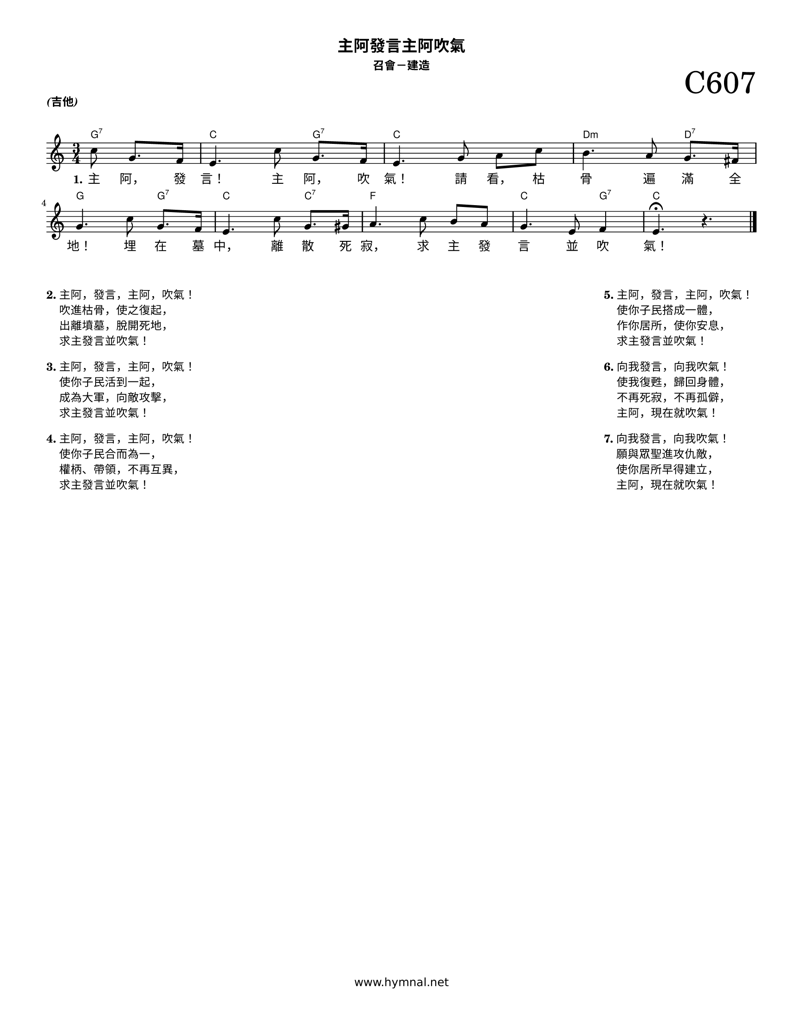 主阿發言主阿吹氣
召會－建造
C607
(吉他)
G7 C G7 C Dm D7
1. 主 阿， 發 言！ 主 阿， 吹 氣！ 請 看， 枯 骨 遍 滿 全
4 G G7 C C7 F C G7 C
地！ 埋 在 墓 中， 離 散 死 寂， 求 主 發 言 並 吹 氣！
2. 主阿，發言，主阿，吹氣！
吹進枯骨，使之復起，
出離墳墓，脫開死地，
求主發言並吹氣！
3. 主阿，發言，主阿，吹氣！
使你子民活到一起，
成為大軍，向敵攻擊，
求主發言並吹氣！
4. 主阿，發言，主阿，吹氣！
使你子民合而為一，
權柄、帶領，不再互異，
求主發言並吹氣！
5. 主阿，發言，主阿，吹氣！
使你子民搭成一體，
作你居所，使你安息，
求主發言並吹氣！
6. 向我發言，向我吹氣！
使我復甦，歸回身體，
不再死寂，不再孤僻，
主阿，現在就吹氣！
7. 向我發言，向我吹氣！
願與眾聖進攻仇敵，
使你居所早得建立，
主阿，現在就吹氣！
www.hymnal.net